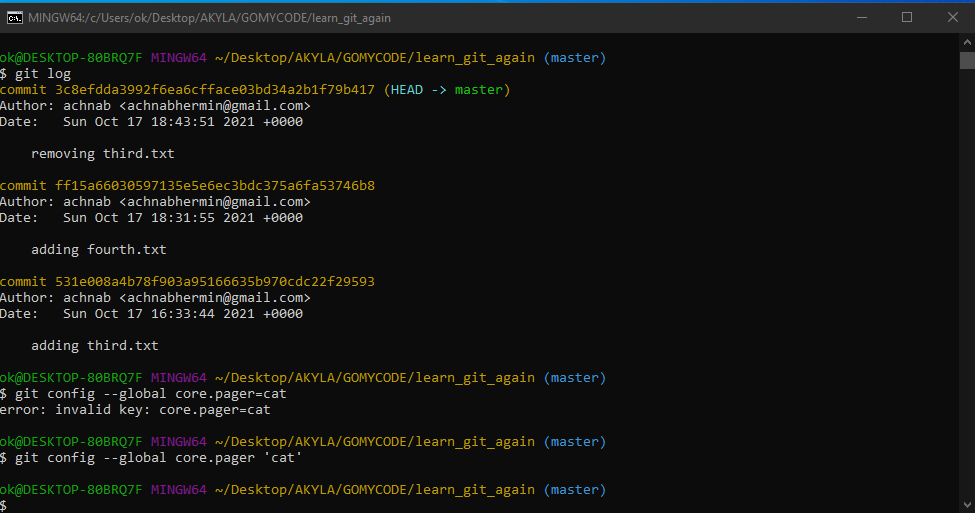 MINGW64:/c/Users/ok/Desktop/AKYLA/GOMYCODE/learn_git_again
ok@DESKTOP-80BRQ7F MINGW64 ~/Desktop/AKYLA/GOMYCODE/learn_git_again (master)
$ git log
commit 3c8efdda3992f6ea6cfface03bd34a2b1f79b417 (HEAD -> master)
Author: achnab <achnabhermin@gmail.com>
Date:   Sun Oct 17 18:43:51 2021 +0000
removing third.txt
commit ff15a66030597135e5e6ec3bdc375a6fa53746b8
Author: achnab <achnabhermin@gmail.com>
Date:   Sun Oct 17 18:31:55 2021 +0000
adding fourth.txt
commit 531e008a4b78f903a95166635b970cdc22f29593
Author: achnab <achnabhermin@gmail.com>
Date:   Sun Oct 17 16:33:44 2021 +0000
adding third.txt
ok@DESKTOP-80BRQ7F MINGW64 ~/Desktop/AKYLA/GOMYCODE/learn_git_again (master)
$ git config --global core.pager=cat
error: invalid key: core.pager=cat
ok@DESKTOP-80BRQ7F MINGW64 ~/Desktop/AKYLA/GOMYCODE/learn_git_again (master)
$ git config --global core.pager 'cat'
ok@DESKTOP-80BRQ7F MINGW64 ~/Desktop/AKYLA/GOMYCODE/learn_git_again (master)
$